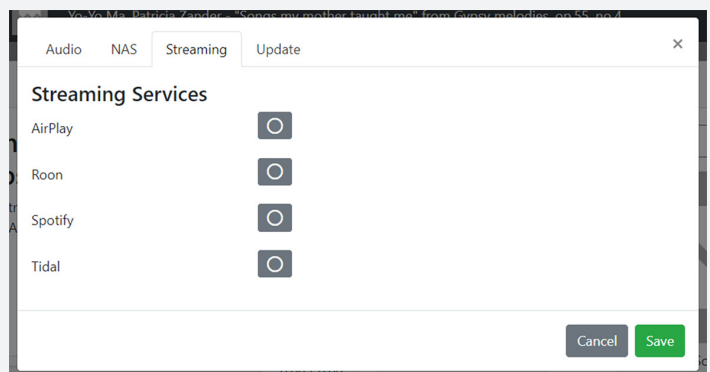 Yo-Yo Ma, Patricia Zander - "Songs my mother taught me" from Gypsy melodies, op.55, no.4
Audio NAS Streaming Update ×
Streaming Services
AirPlay
Roon
Spotify
Tidal
Cancel Save